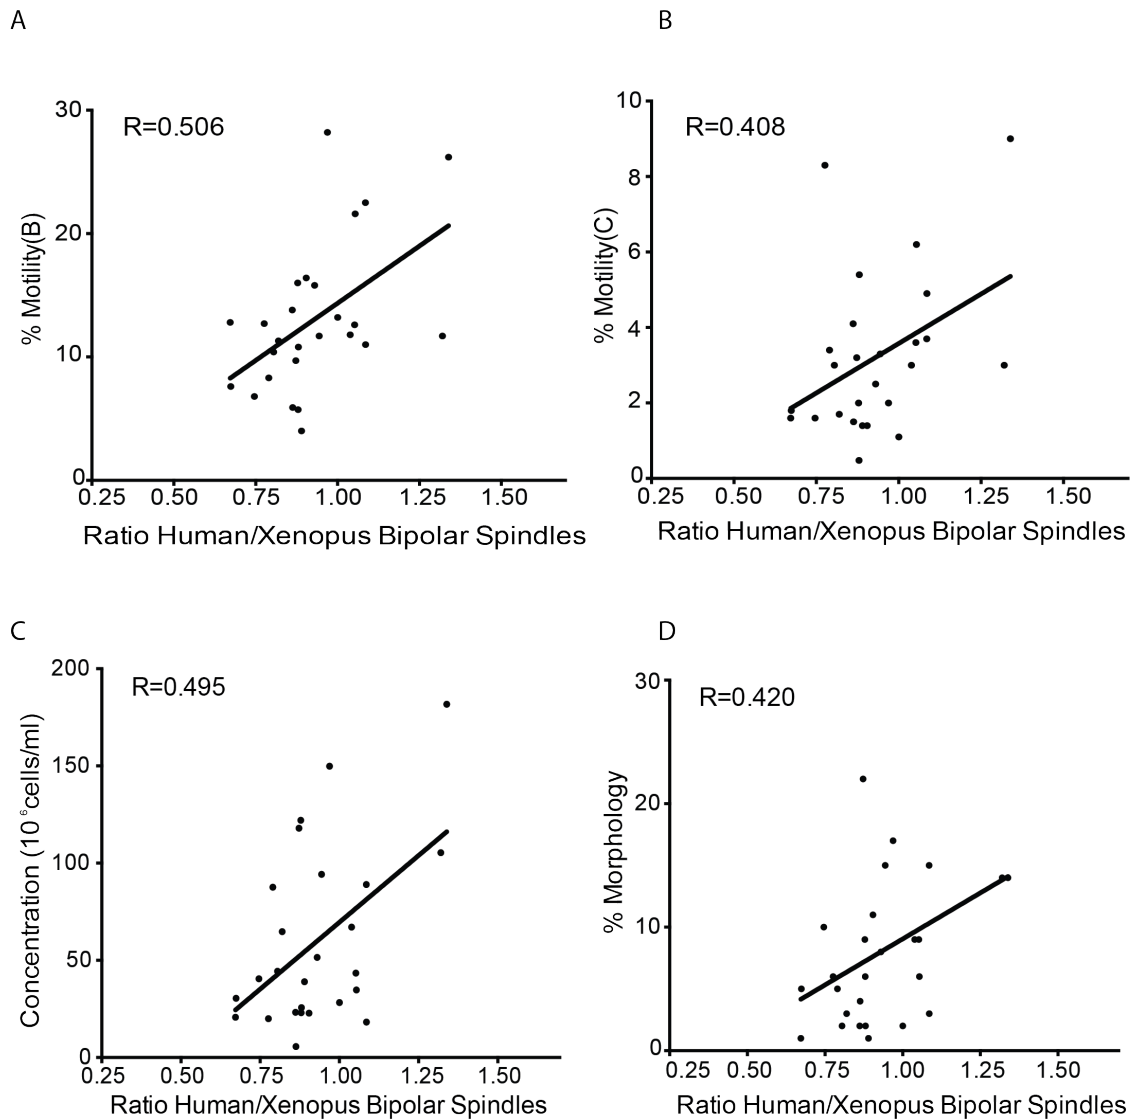 A
B
30
20
10
0
R=0.506
% Motility(B)
0.25 0.50 0.75 1.00 1.25 1.50
Ratio Human/Xenopus Bipolar Spindles
10
8
6
4
2
0
R=0.408
% Motility(C)
0.25 0.50 0.75 1.00 1.25 1.50
Ratio Human/Xenopus Bipolar Spindles
C
D
200
150
100
50
0
R=0.495
Concentration (10 ⁶cells/ml)
0.25 0.50 0.75 1.00 1.25 1.50
Ratio Human/Xenopus Bipolar Spindles
30
20
10
0
R=0.420
% Morphology
0.25 0.50 0.75 1.00 1.25 1.50
Ratio Human/Xenopus Bipolar Spindles